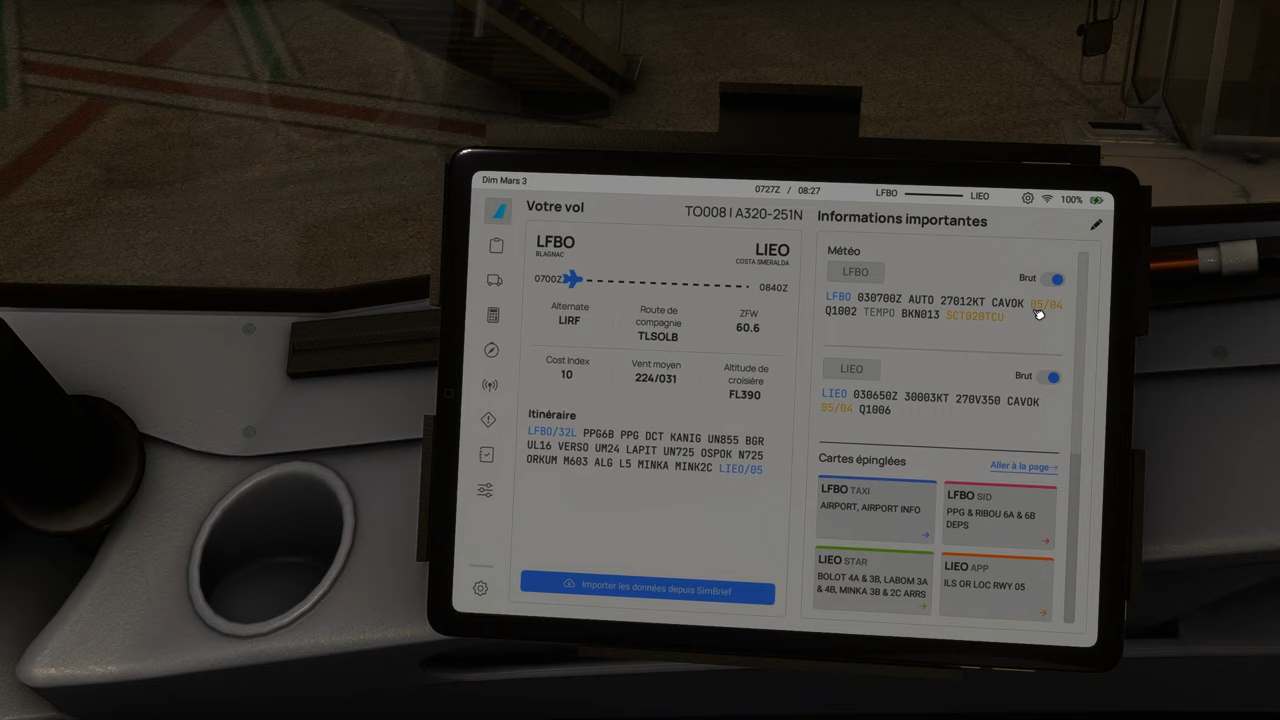 Dim Mars 3
0727Z / 08:27
LFBO LIEO
100%
Votre vol
TO008 | A320-251N
LFBO
BLAGNAC
LIEO
COSTA SMERALDA
0700Z
0840Z
Alternate
LIRF
Route de
compagnie
TLSOLB
ZFW
60.6
Cost Index
10
Vent moyen
224/031
Altitude de
croisière
FL390
Itinéraire
LFBO/32L PPG6B PPG DCT KANIG UN855 BGR
UL16 VERSO UM24 LAPIT UN725 OSPOK N725
ORKUM M603 ALG L5 MINKA MINK2C LIEO/05
Importer les données depuis SimBrief
Informations importantes
Météo
LFBO
Brut
LFBO 030700Z AUTO 27012KT CAVOK 05/04
Q1002 TEMPO BKN013 SCT020TCU
LIEO
Brut
LIEO 030650Z 30003KT 270V350 CAVOK
05/04 Q1006
Cartes épinglées
Aller à la page→
LFBO TAXI
AIRPORT, AIRPORT INFO
LFBO SID
PPG & RIBOU 6A & 6B
DEPS
LIEO STAR
BOLOT 4A & 3B, LABOM 3A
& 4B, MINKA 3B & 2C ARRS
LIEO APP
ILS OR LOC RWY 05